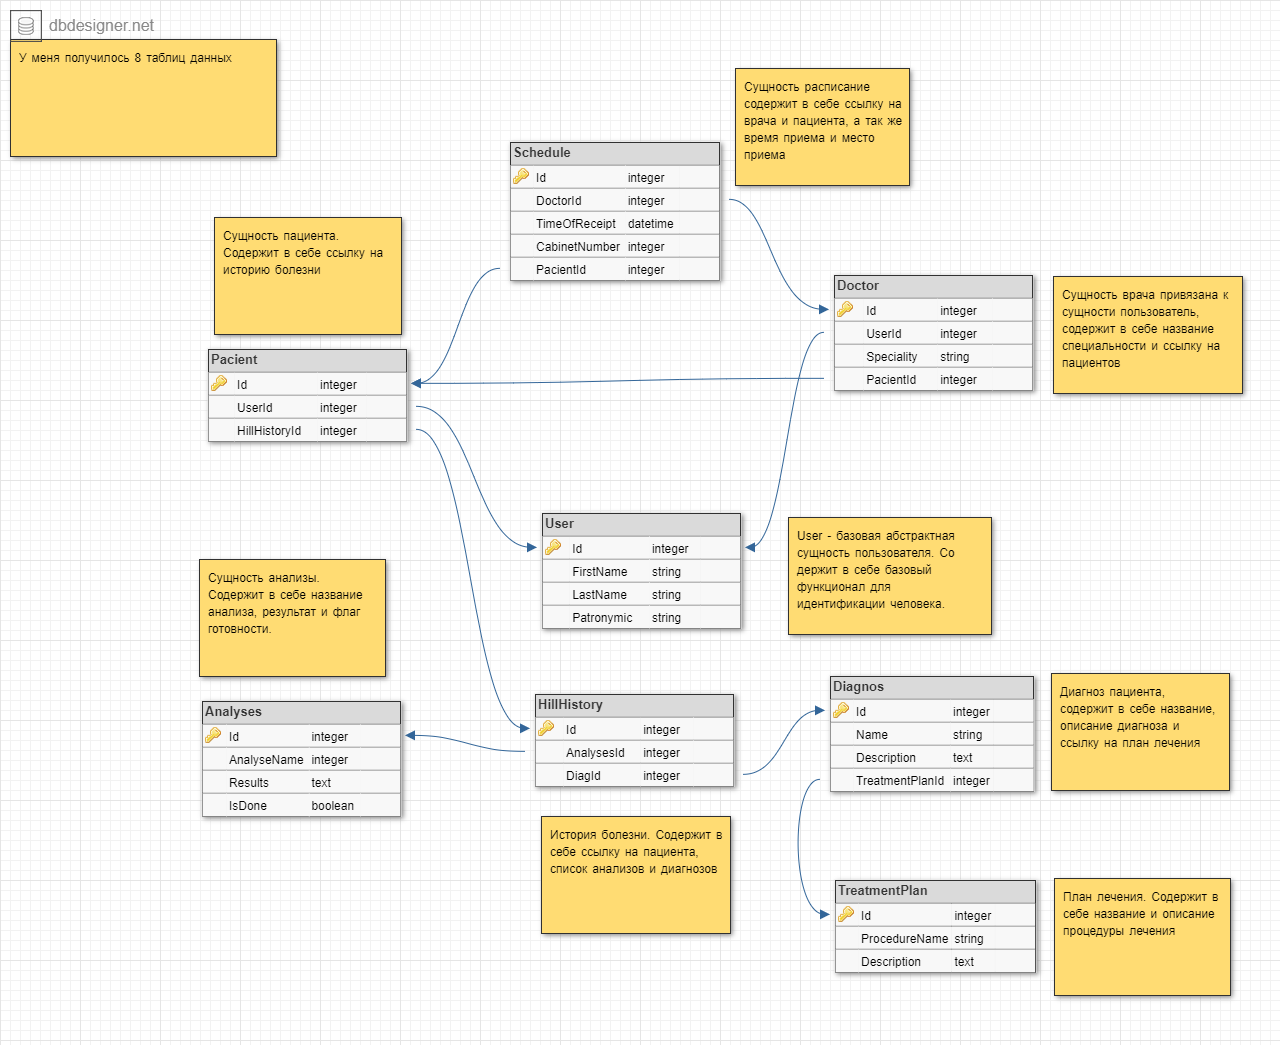 dbdesigner.net
У меня получилось 8 таблиц данных
Сущность расписание
содержит в себе ссылку на
врача и пациента, а так же
время приема и место
приема
Schedule
Id integer
DoctorId integer
TimeOfReceipt datetime
CabinetNumber integer
PacientId integer
Сущность пациента.
Содержит в себе ссылку на
историю болезни
Doctor
Id integer
UserId integer
Speciality string
PacientId integer
Сущность врача привязана к
сущности пользователь,
содержит в себе название
специальности и ссылку на
пациентов
Pacient
Id integer
UserId integer
HillHistoryId integer
User
Id integer
FirstName string
LastName string
Patronymic string
User - базовая абстрактная
сущность пользователя. Со
держит в себе базовый
функционал для
идентификации человека.
Сущность анализы.
Содержит в себе название
анализа, результат и флаг
готовности.
Analyses
Id integer
AnalyseName integer
Results text
IsDone boolean
HillHistory
Id integer
AnalysesId integer
DiagId integer
Diagnos
Id integer
Name string
Description text
TreatmentPlanId integer
Диагноз пациента,
содержит в себе название,
описание диагноза и
ссылку на план лечения
История болезни. Содержит в
себе ссылку на пациента,
список анализов и диагнозов
TreatmentPlan
Id integer
ProcedureName string
Description text
План лечения. Содержит в
себе название и описание
процедуры лечения